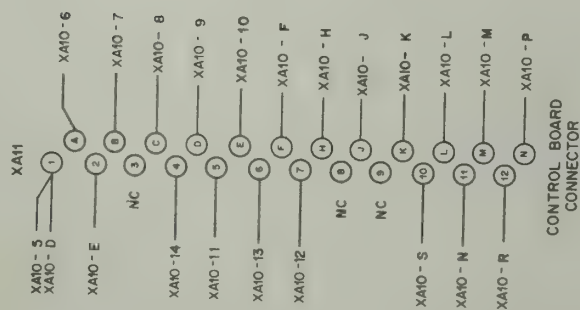 XA11
XA10-5
XA10-D
1
A
XA10-6
XA10-E
2
B
XA10-7
NC
3
C
XA10-8
XA10-14
4
D
XA10-9
XA10-11
5
E
XA10-10
XA10-13
6
F
XA10-F
XA10-12
7
H
XA10-H
NC
8
J
XA10-J
NC
9
K
XA10-K
XA10-S
10
L
XA10-L
XA10-N
11
M
XA10-M
XA10-R
12
N
XA10-P
CONTROL BOARD
CONNECTOR